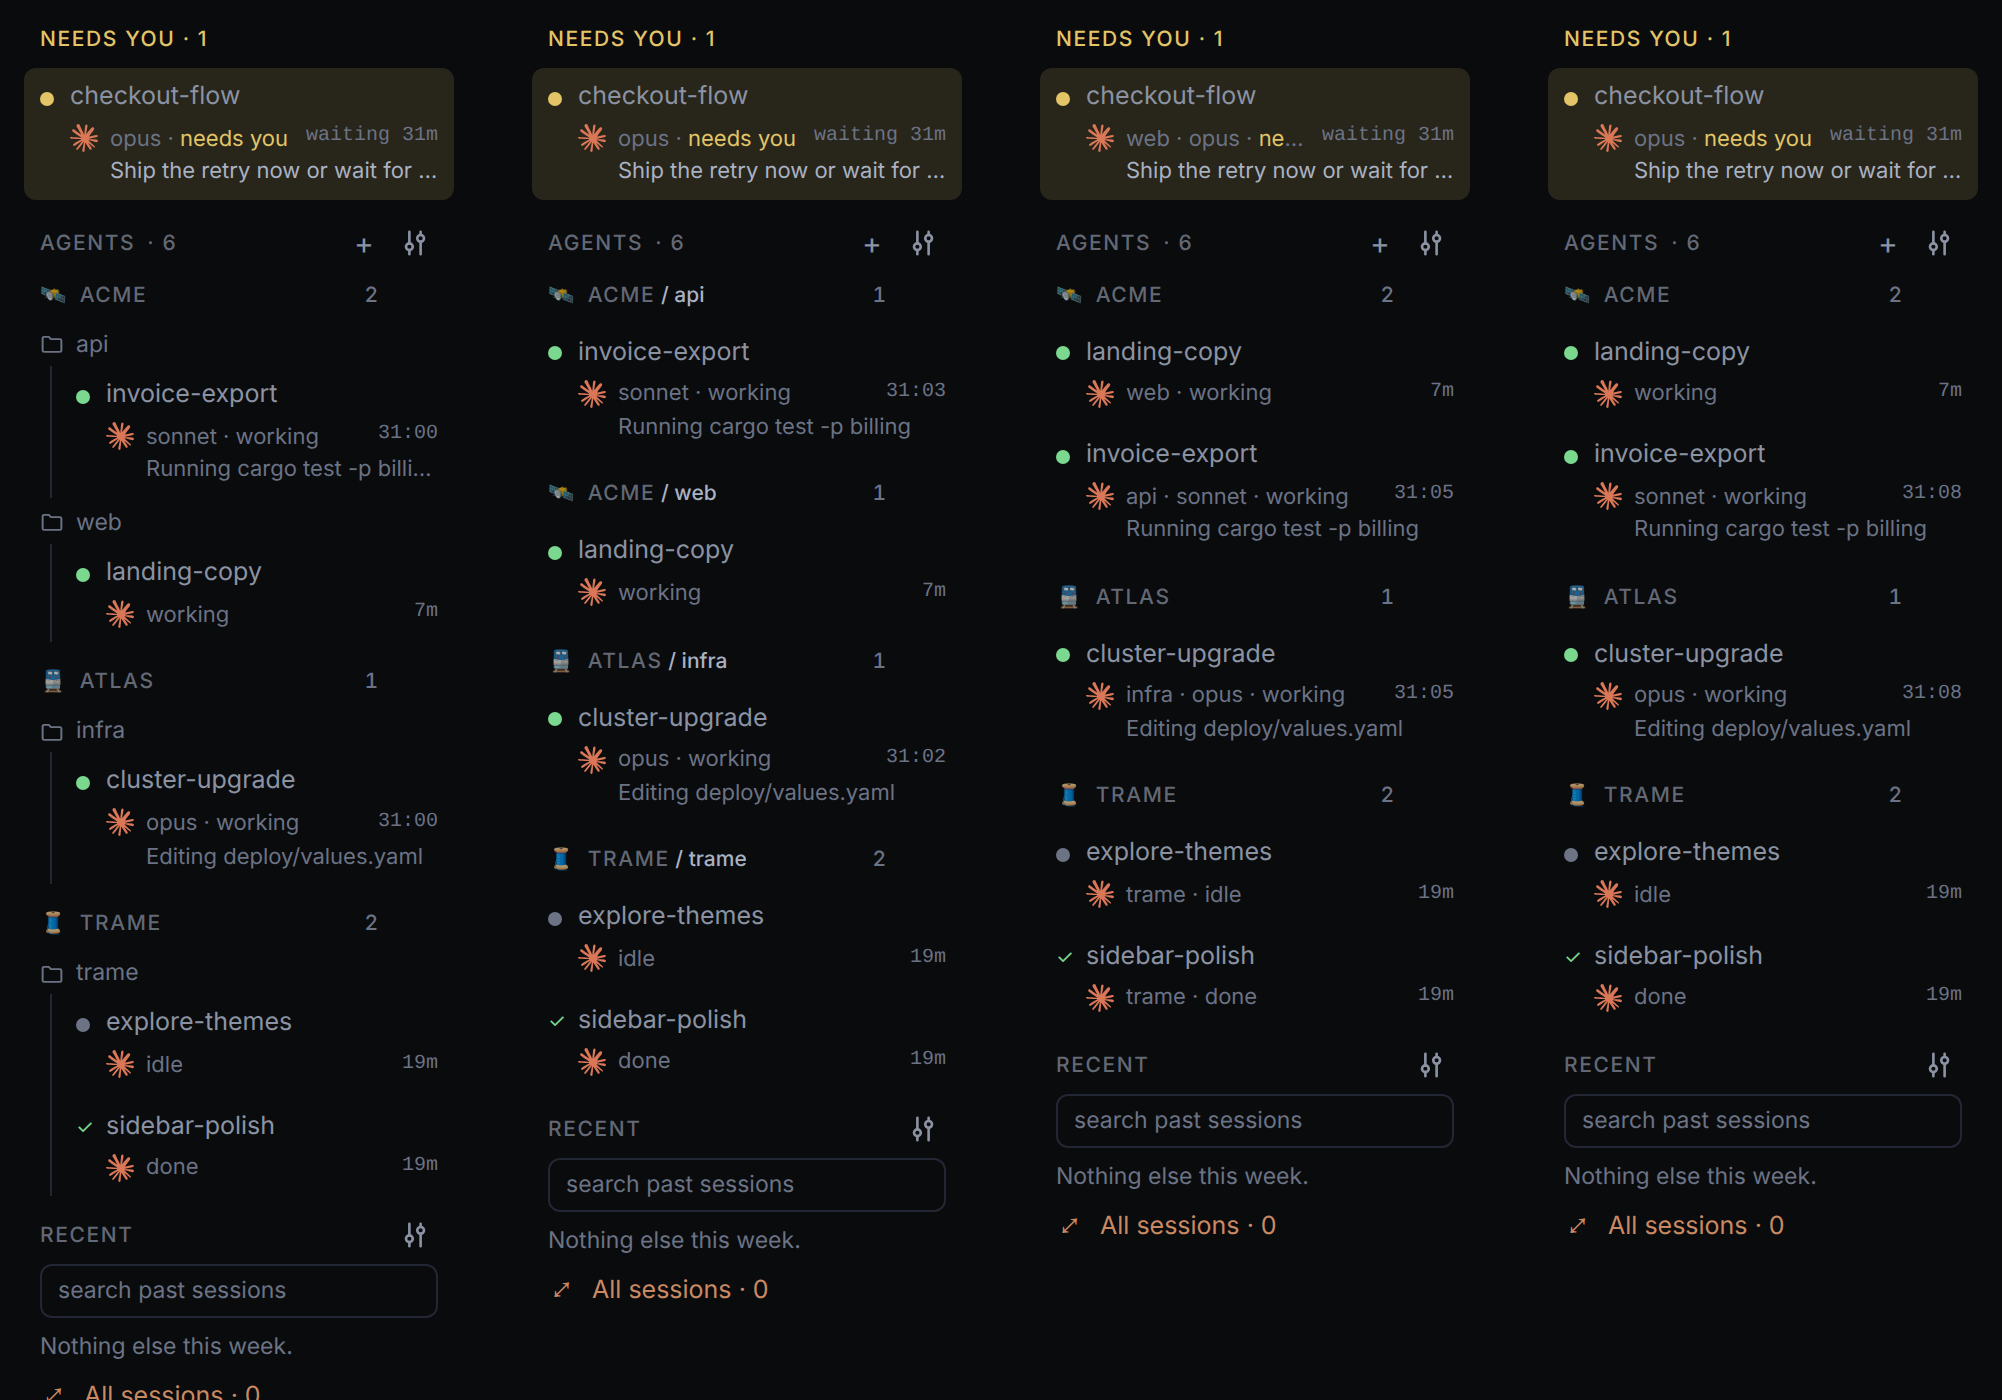 NEEDS YOU · 1
checkout-flow
opus · needs you waiting 31m
Ship the retry now or wait for ...
AGENTS · 6 +
ACME 2
api
invoice-export
sonnet · working 31:00
Running cargo test -p billi...
web
landing-copy
working 7m
ATLAS 1
infra
cluster-upgrade
opus · working 31:00
Editing deploy/values.yaml
TRAME 2
trame
explore-themes
idle 19m
sidebar-polish
done 19m
RECENT
search past sessions
Nothing else this week.
All sessions · 0
NEEDS YOU · 1
checkout-flow
opus · needs you waiting 31m
Ship the retry now or wait for ...
AGENTS · 6 +
ACME / api 1
invoice-export
sonnet · working 31:03
Running cargo test -p billing
ACME / web 1
landing-copy
working 7m
ATLAS / infra 1
cluster-upgrade
opus · working 31:02
Editing deploy/values.yaml
TRAME / trame 2
explore-themes
idle 19m
sidebar-polish
done 19m
RECENT
search past sessions
Nothing else this week.
All sessions · 0
NEEDS YOU · 1
checkout-flow
web · opus · ne... waiting 31m
Ship the retry now or wait for ...
AGENTS · 6 +
ACME 2
landing-copy
web · working 7m
invoice-export
api · sonnet · working 31:05
Running cargo test -p billing
ATLAS 1
cluster-upgrade
infra · opus · working 31:05
Editing deploy/values.yaml
TRAME 2
explore-themes
trame · idle 19m
sidebar-polish
trame · done 19m
RECENT
search past sessions
Nothing else this week.
All sessions · 0
NEEDS YOU · 1
checkout-flow
opus · needs you waiting 31m
Ship the retry now or wait for ...
AGENTS · 6 +
ACME 2
landing-copy
working 7m
invoice-export
sonnet · working 31:08
Running cargo test -p billing
ATLAS 1
cluster-upgrade
opus · working 31:08
Editing deploy/values.yaml
TRAME 2
explore-themes
idle 19m
sidebar-polish
done 19m
RECENT
search past sessions
Nothing else this week.
All sessions · 0